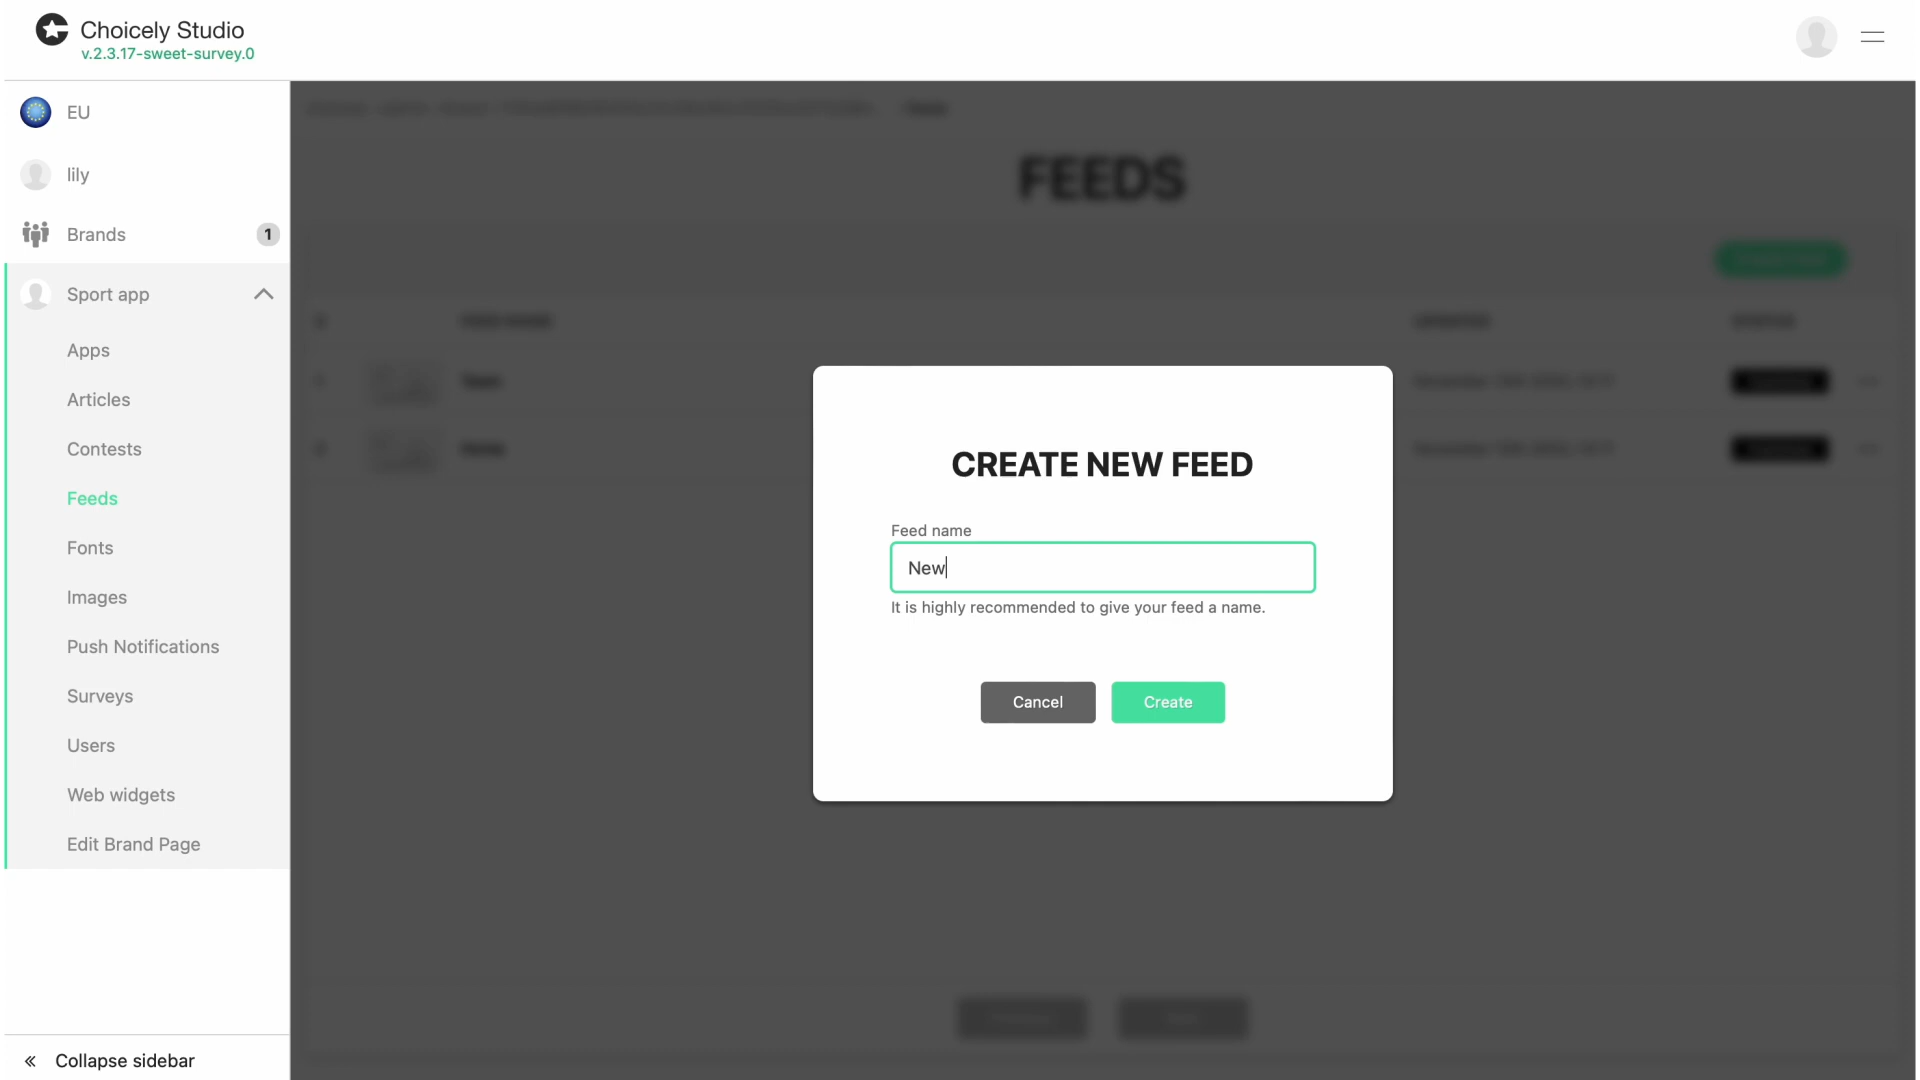 Choicely Studio
v.2.3.17-sweet-survey.0
EU
lily
Brands
1
Sport app
Apps
Articles
Contests
Feeds
Fonts
Images
Push Notifications
Surveys
Users
Web widgets
Edit Brand Page
« Collapse sidebar
FEEDS
CREATE NEW FEED
Feed name
New
It is highly recommended to give your feed a name.
Cancel
Create